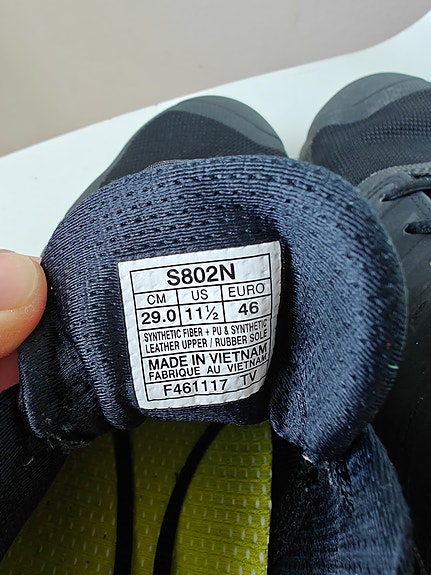 S802N
CM US EURO
29.0 11½ 46
SYNTHETIC FIBER + PU & SYNTHETIC
LEATHER UPPER / RUBBER SOLE
MADE IN VIETNAM
FABRIQUE AU VIETNAM
F461117 TV